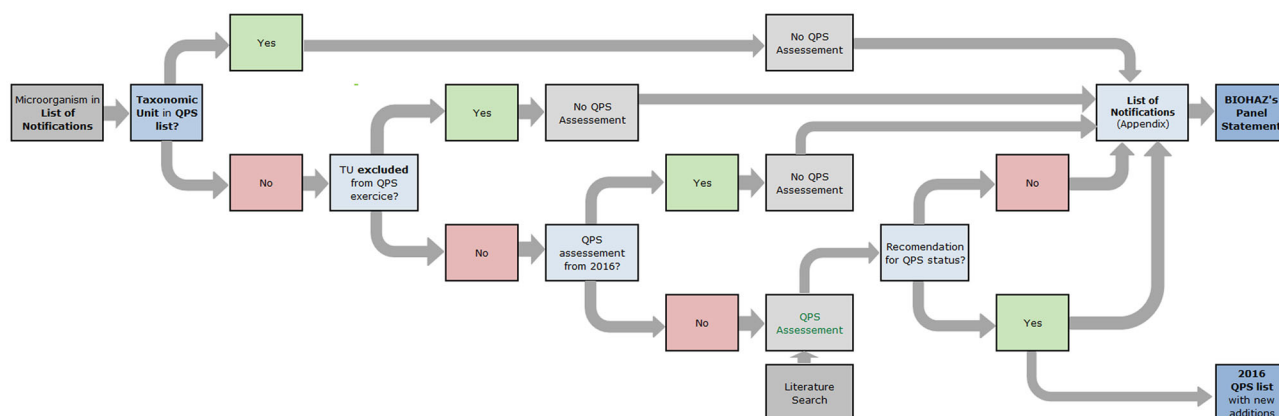 Yes
No QPS
Assessement
Microorganism in
List of
Notifications
Taxonomic
Unit in QPS
list?
Yes
No QPS
Assessement
List of
Notifications
(Appendix)
BIOHAZ's
Panel
Statement
No
TU excluded
from QPS
exercice?
Yes
No QPS
Assessement
No
No
QPS
assessment
from 2016?
Recomendation
for QPS status?
No
QPS
Assessement
Yes
Literature
Search
2016
QPS list
with new
additions